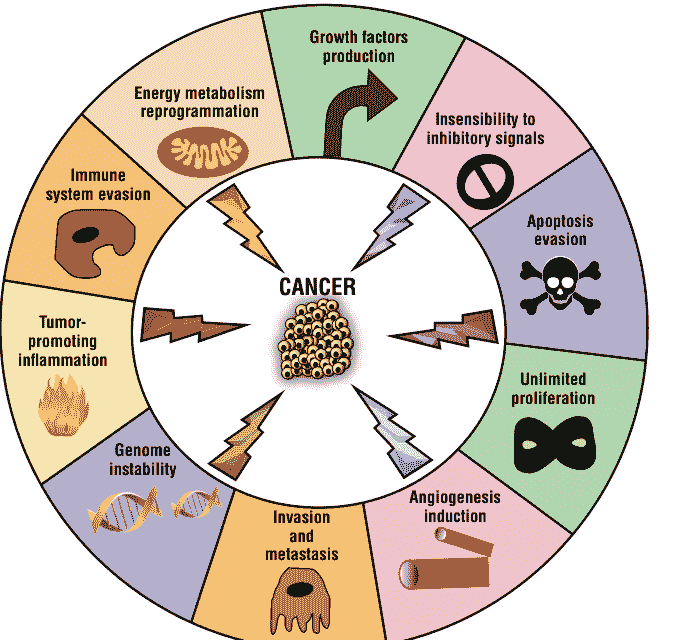 Growth factors
production
Insensibility to
inhibitory signals
Apoptosis
evasion
Unlimited
proliferation
Angiogenesis
induction
Invasion
and
metastasis
Genome
instability
Tumor-
promoting
inflammation
Immune
system evasion
Energy metabolism
reprogrammation
CANCER